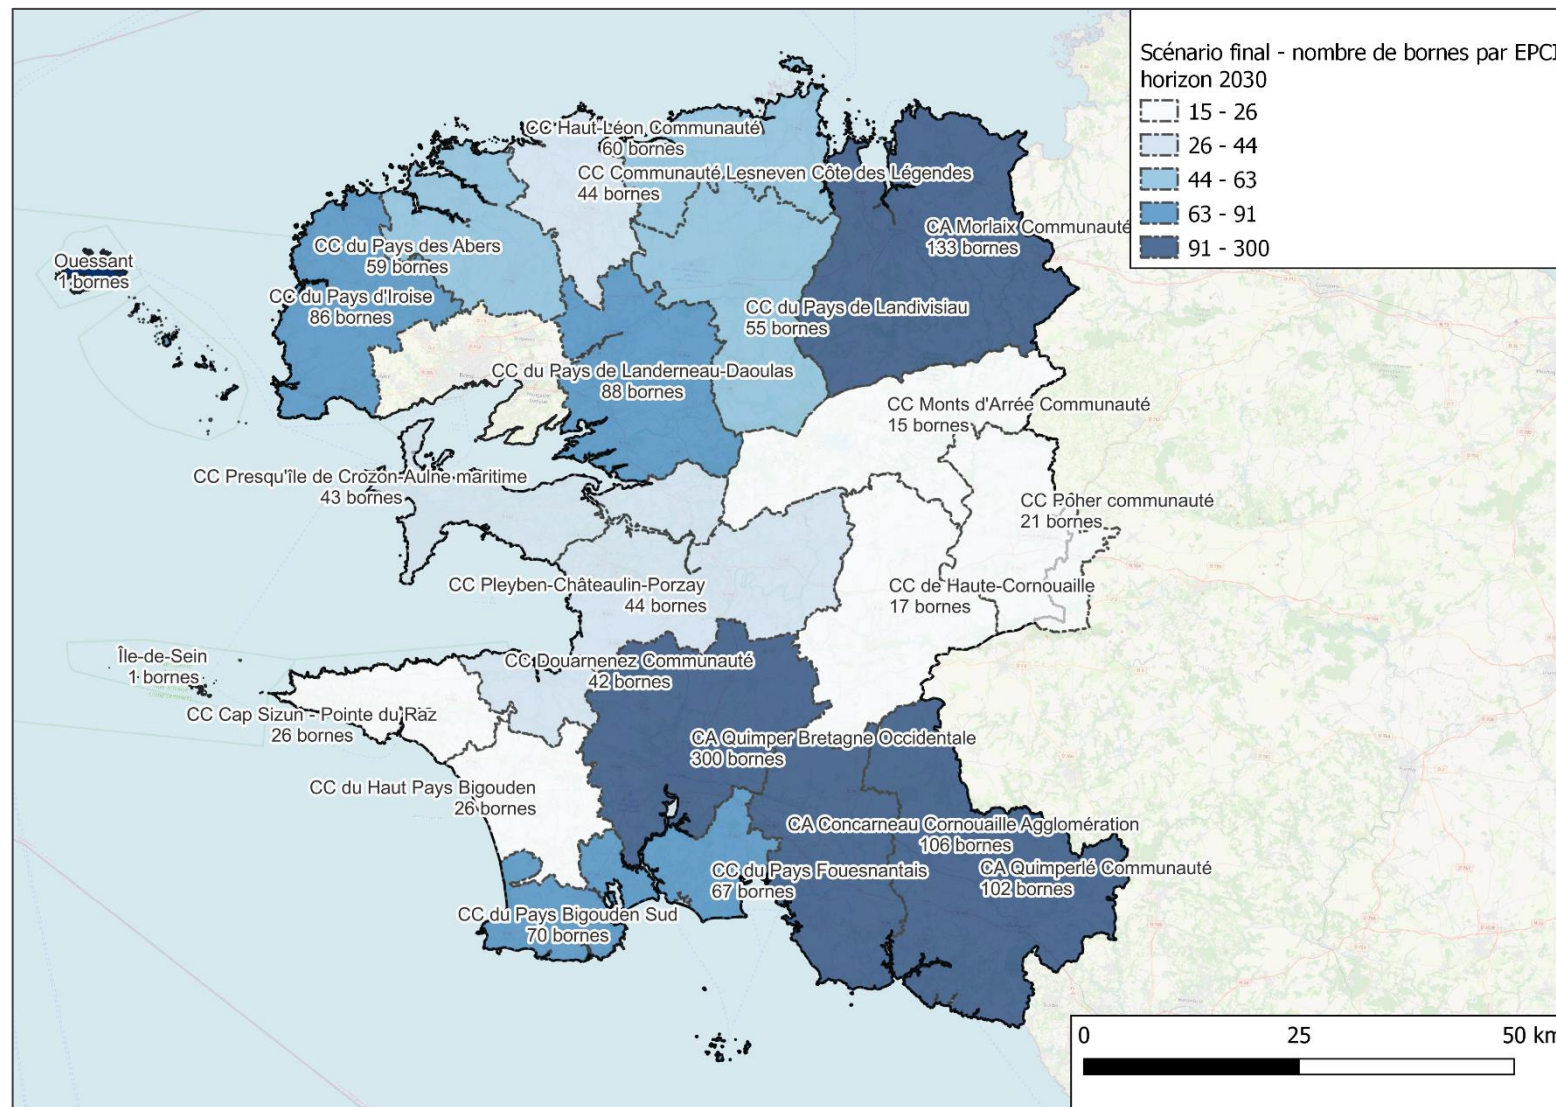 Scénario final - nombre de bornes par EPCI
horizon 2030
15 - 26
26 - 44
44 - 63
63 - 91
91 - 300
CC Haut-Léon Communauté
60 bornes
CC Communauté Lesneven Côte des Légendes
44 bornes
CA Morlaix Communauté
133 bornes
CC du Pays des Abers
59 bornes
Ouessant
1 bornes
CC du Pays d'Iroise
86 bornes
CC du Pays de Landivisiau
55 bornes
CC du Pays de Landerneau-Daoulas
88 bornes
CC Monts d'Arrée Communauté
15 bornes
CC Presqu'île de Crozon-Aulne maritime
43 bornes
CC Poher communauté
21 bornes
CC Pleyben-Châteaulin-Porzay
44 bornes
CC de Haute-Cornouaille
17 bornes
Île-de-Sein
1 bornes
CC Douarnenez Communauté
42 bornes
CC Cap Sizun - Pointe du Raz
26 bornes
CA Quimper Bretagne Occidentale
300 bornes
CC du Haut Pays Bigouden
26 bornes
CA Concarneau Cornouaille Agglomération
106 bornes
CA Quimperlé Communauté
102 bornes
CC du Pays Fouesnantais
67 bornes
CC du Pays Bigouden Sud
70 bornes
0 25 50 km